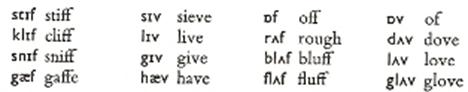 stɪf stiff sɪv sieve ɒf off ɒv of
klɪf cliff lɪv live rʌf rough dʌv dove
snɪf sniff gɪv give blʌf bluff lʌv love
gæf gaffe hæv have flʌf fluff glʌv glove